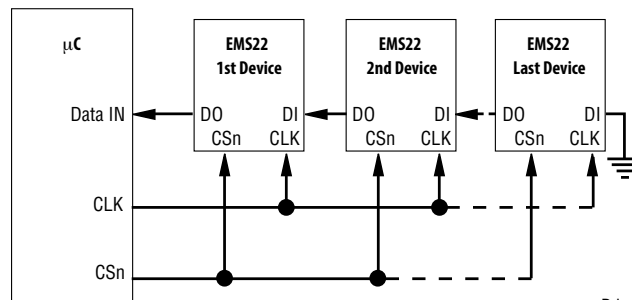 µC
EMS22
1st Device
EMS22
2nd Device
EMS22
Last Device
Data IN
DO
DI
DO
DI
DO
DI
CSn
CLK
CSn
CLK
CSn
CLK
CLK
CSn